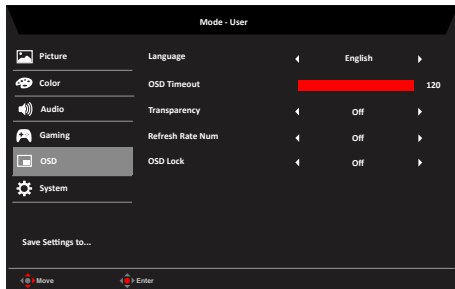 Mode - User
Picture
Language English
Color
OSD Timeout 120
Audio
Transparency Off
Gaming
Refresh Rate Num Off
OSD
OSD Lock Off
System
Save Settings to...
Move Enter